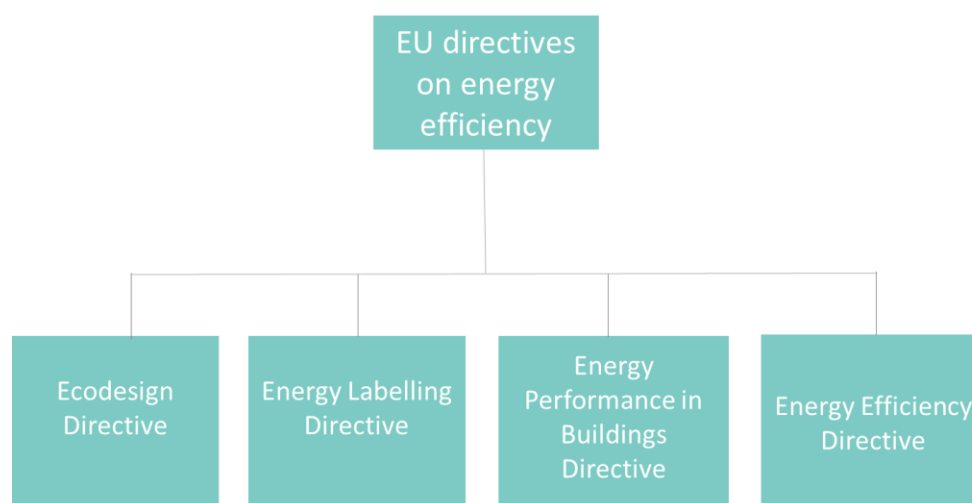 EU directives
on energy
efficiency
Ecodesign
Directive
Energy Labelling
Directive
Energy
Performance in
Buildings
Directive
Energy Efficiency
Directive